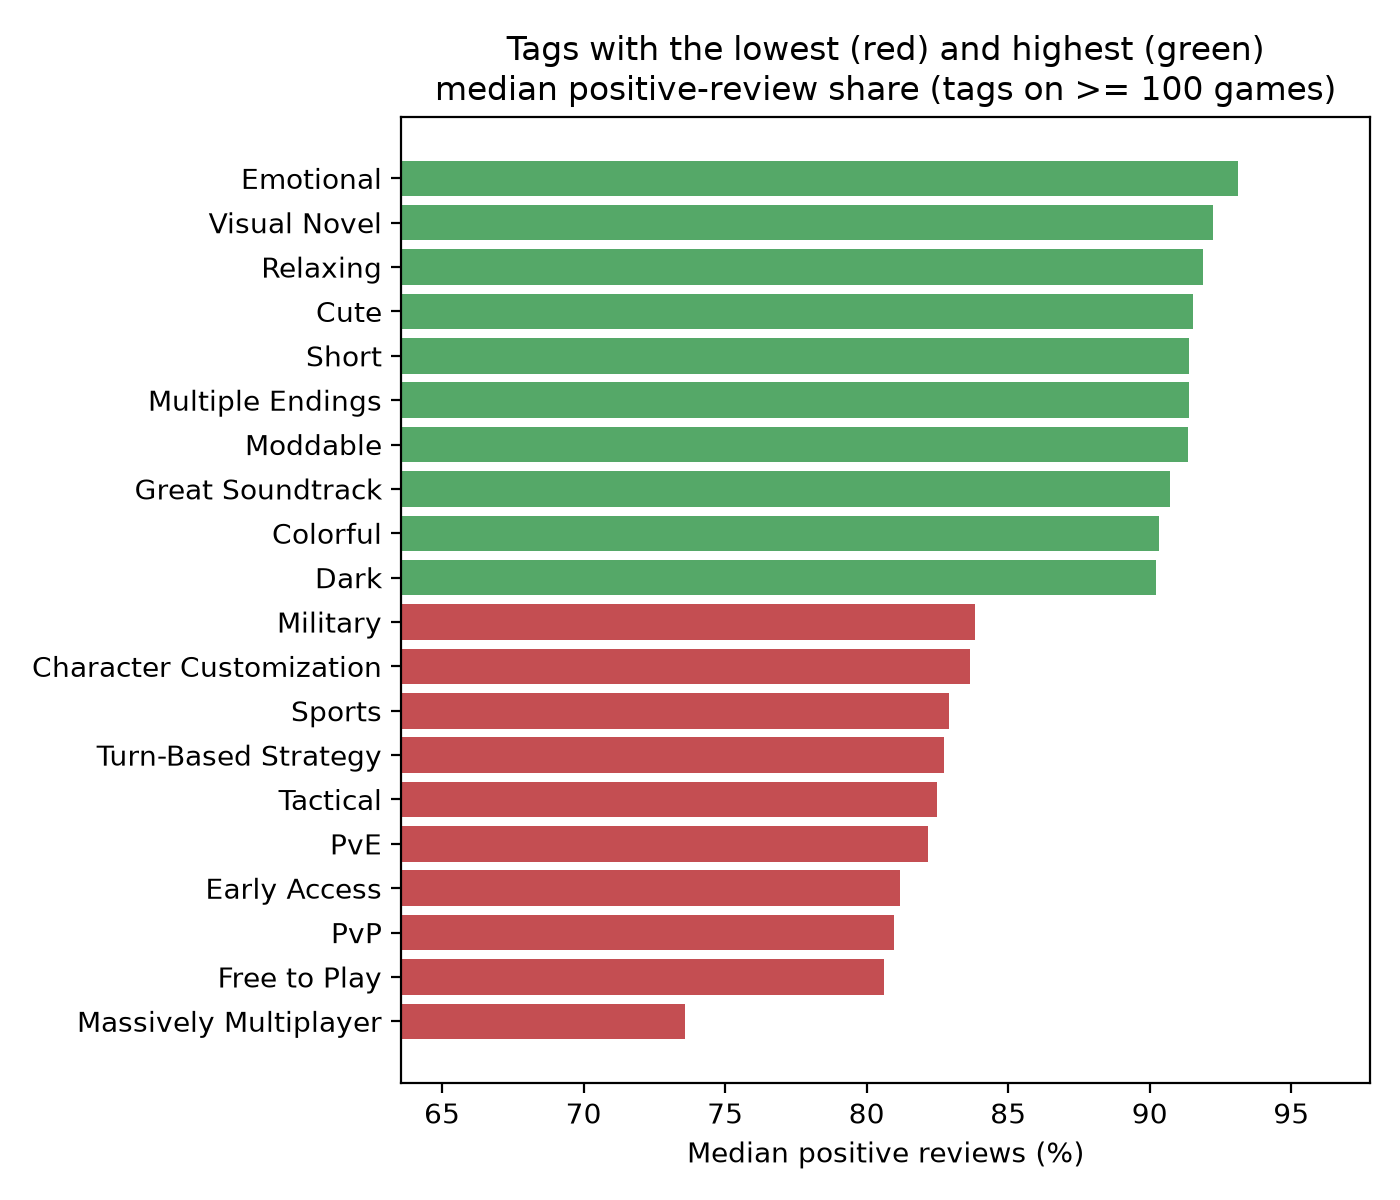 Tags with the lowest (red) and highest (green)
median positive-review share (tags on >= 100 games)
Emotional
Visual Novel
Relaxing
Cute
Short
Multiple Endings
Moddable
Great Soundtrack
Colorful
Dark
Military
Character Customization
Sports
Turn-Based Strategy
Tactical
PvE
Early Access
PvP
Free to Play
Massively Multiplayer
65 70 75 80 85 90 95
Median positive reviews (%)